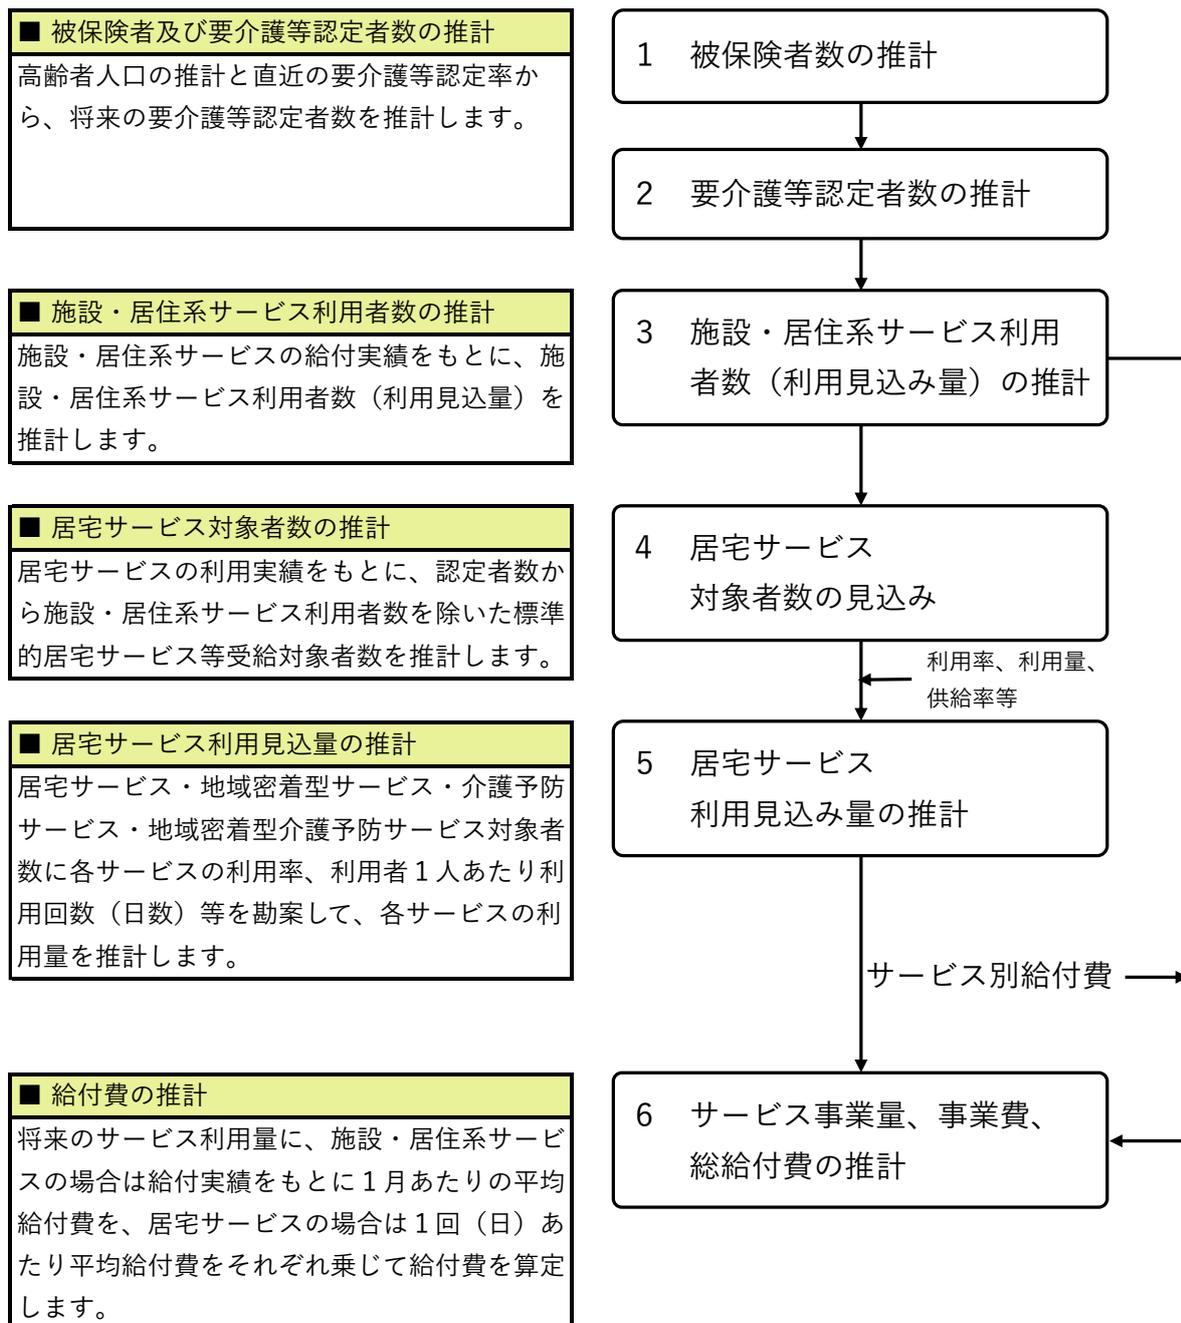 ■ 被保険者及び要介護等認定者数の推計
高齢者人口の推計と直近の要介護等認定率か
ら、将来の要介護等認定者数を推計します。
1 被保険者数の推計
2 要介護等認定者数の推計
■ 施設・居住系サービス利用者数の推計
施設・居住系サービスの給付実績をもとに、施
設・居住系サービス利用者数（利用見込量）を
推計します。
3 施設・居住系サービス利用
者数（利用見込み量）の推計
■ 居宅サービス対象者数の推計
居宅サービスの利用実績をもとに、認定者数か
ら施設・居住系サービス利用者数を除いた標準
的居宅サービス等受給対象者数を推計します。
4 居宅サービス
対象者数の見込み
利用率、利用量、
供給率等
■ 居宅サービス利用見込量の推計
居宅サービス・地域密着型サービス・介護予防
サービス・地域密着型介護予防サービス対象者
数に各サービスの利用率、利用者１人あたり利
用回数（日数）等を勘案して、各サービスの利
用量を推計します。
5 居宅サービス
利用見込み量の推計
サービス別給付費
■ 給付費の推計
将来のサービス利用量に、施設・居住系サービ
スの場合は給付実績をもとに１月あたりの平均
給付費を、居宅サービスの場合は１回（日）あ
たり平均給付費をそれぞれ乗じて給付費を算定
します。
6 サービス事業量、事業費、
総給付費の推計